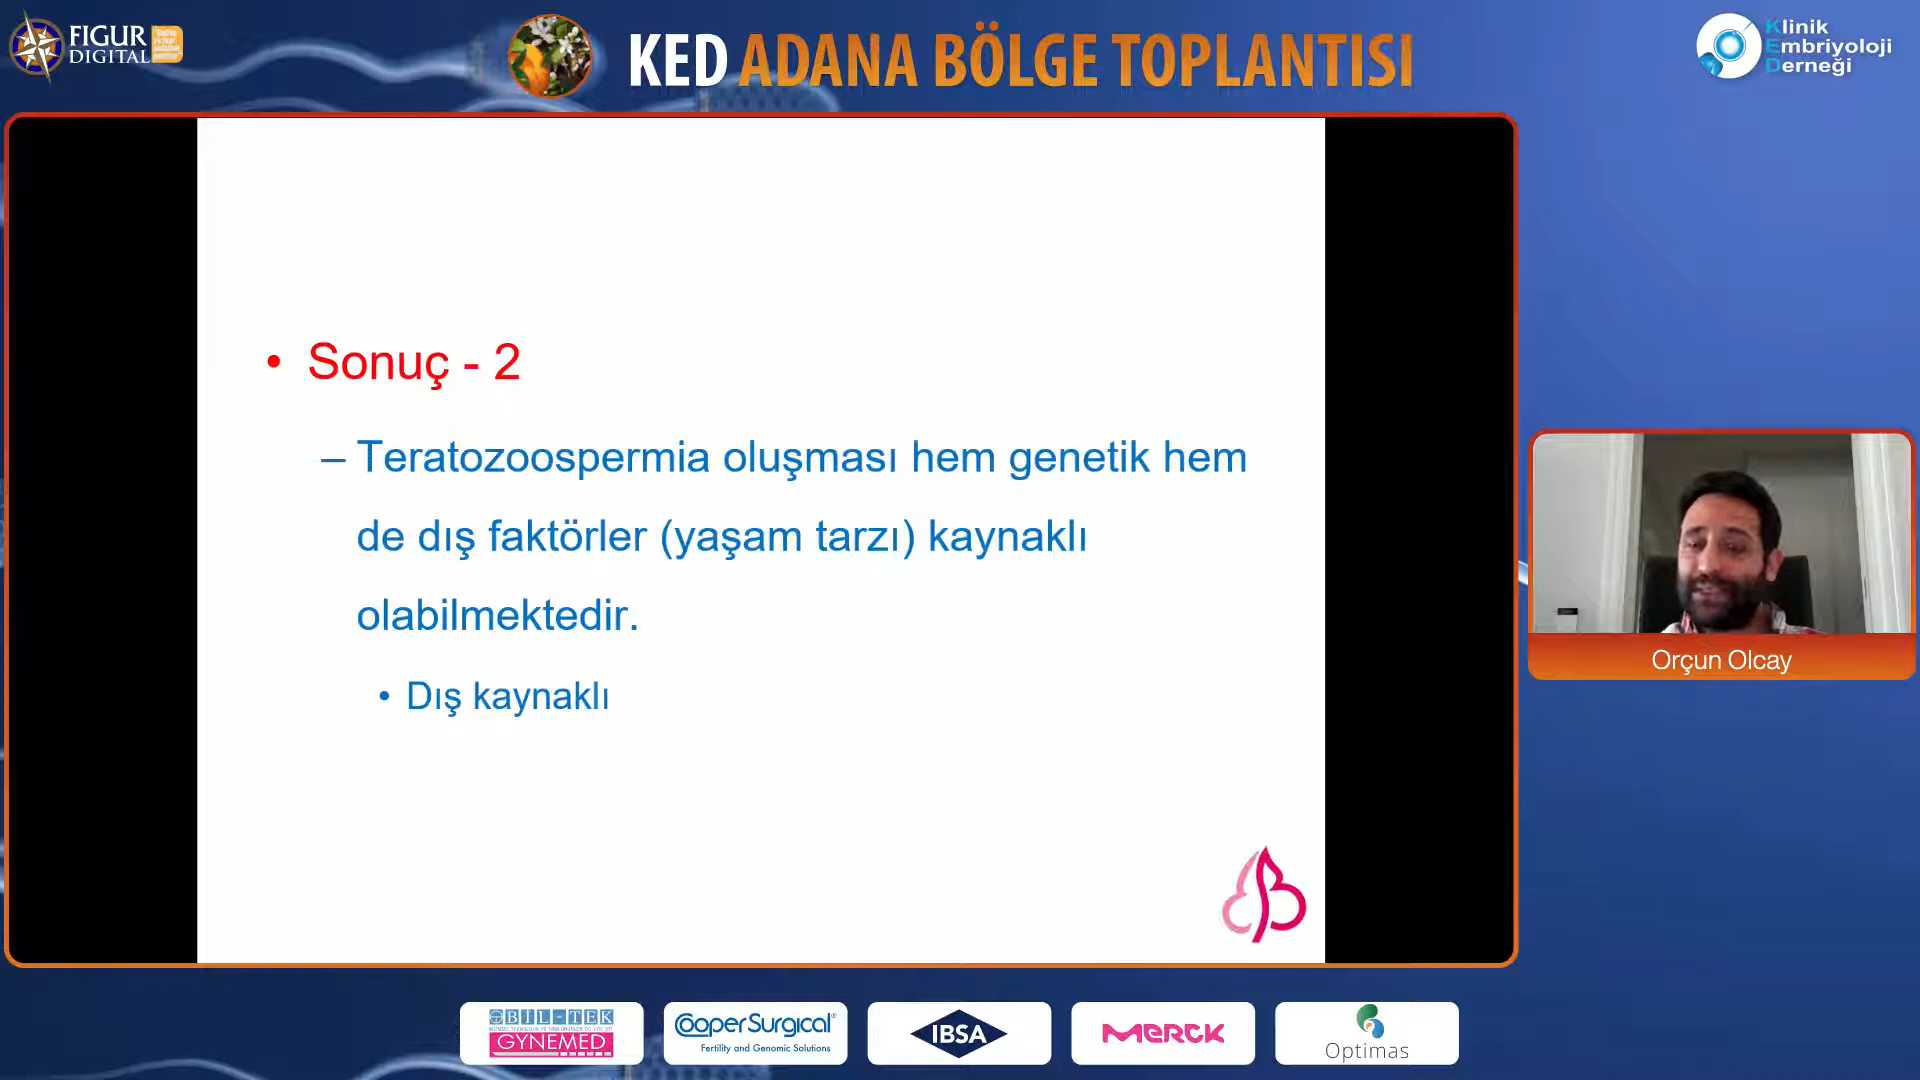 FIGUR
DIGITAL
KED ADANA BÖLGE TOPLANTISI
Klinik
Embriyoloji
Derneği
• Sonuç - 2
– Teratozoospermia oluşması hem genetik hem
de dış faktörler (yaşam tarzı) kaynaklı
olabilmektedir.
• Dış kaynaklı
Orçun Olcay
BİL-TEK
GYNEMED
CooperSurgical
Fertility and Genomic Solutions
IBSA
MERCK
Optimas